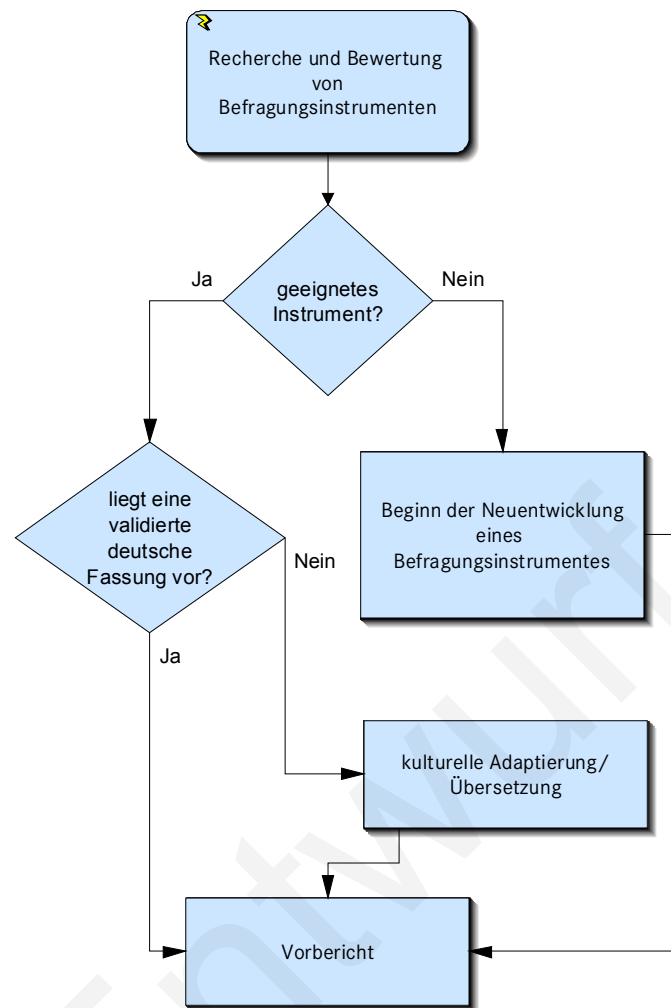 Recherche und Bewertung
von
Befragungsinstrumenten
Ja
Nein
geeignetes
Instrument?
liegt eine
validierte
deutsche
Fassung vor?
Beginn der Neuentwicklung
eines
Befragungsinstrumentes
Nein
Ja
kulturelle Adaptierung/
Übersetzung
Vorbericht
Entwurf